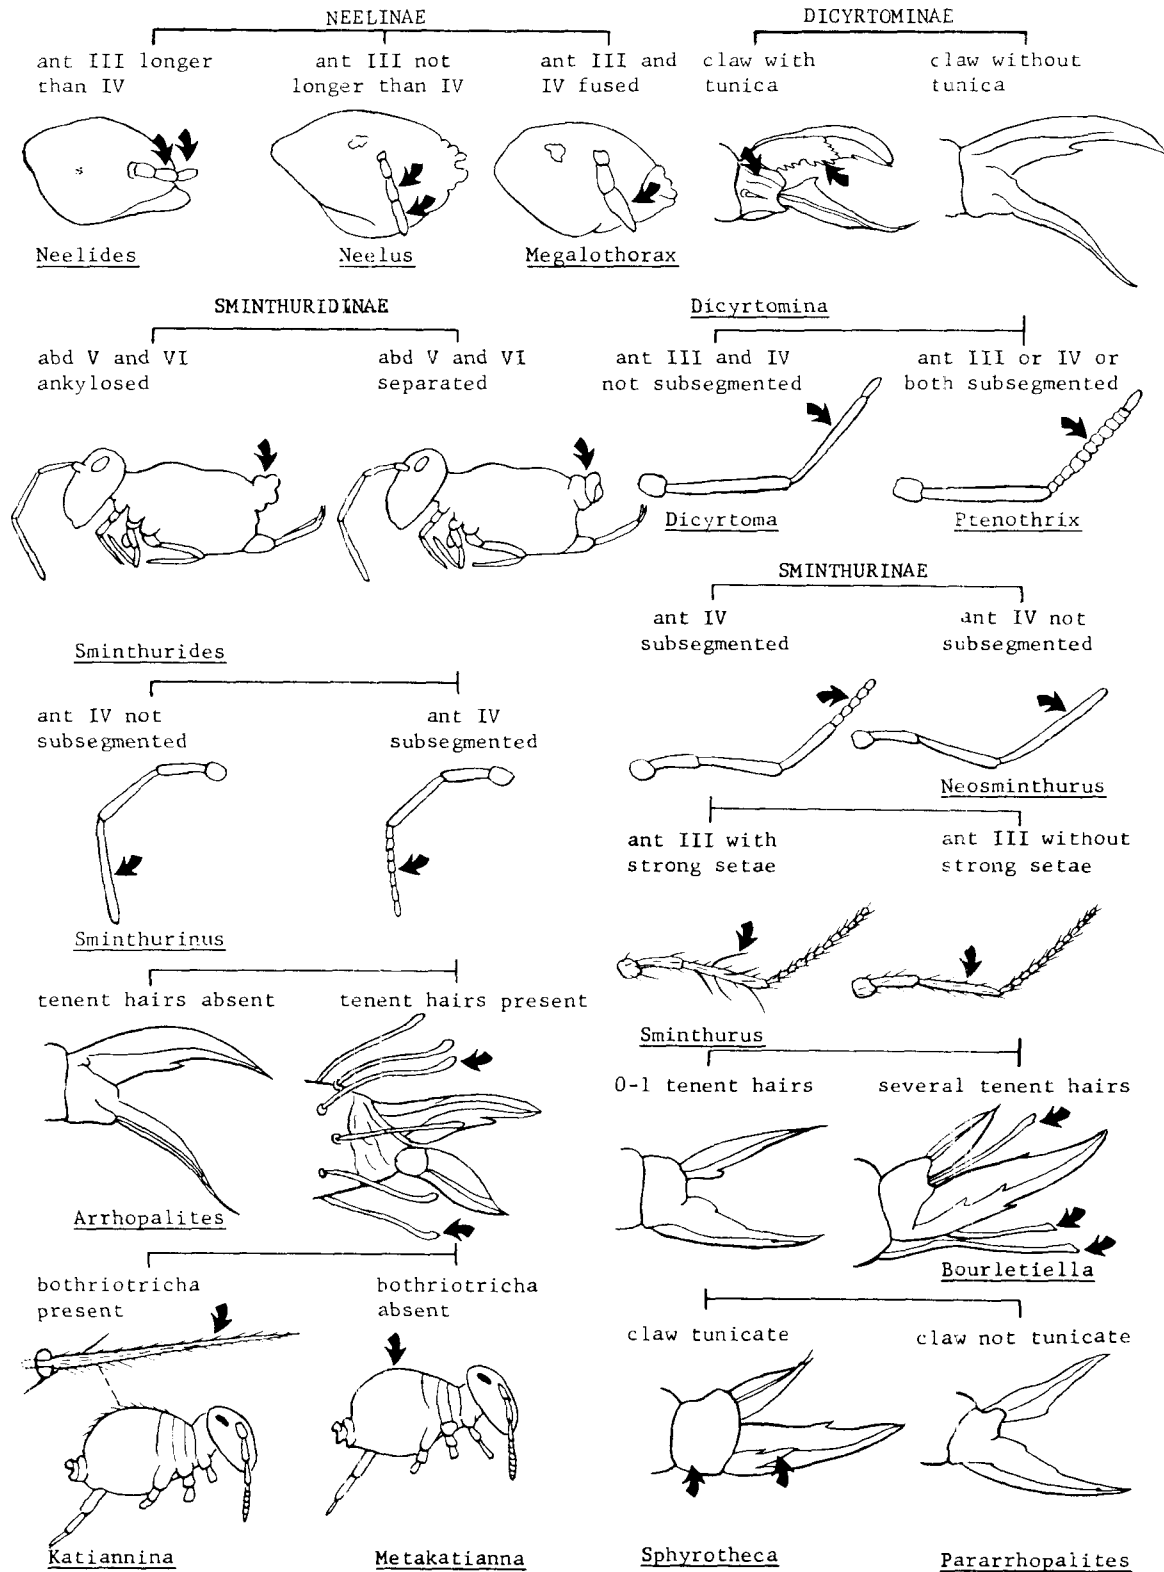 NEELINAE
ant III longer
than IV
ant III not
longer than IV
ant III and
IV fused
Neelides
Neelus
Megalothorax
DICYRTOMINAE
claw with
tunica
claw without
tunica
Dicyrtomina
ant III and IV
not subsegmented
ant III or IV or
both subsegmented
Dicyrtoma
Ptenothrix
SMINTHURIDINAE
abd V and VI
ankylosed
abd V and VI
separated
Sminthurides
ant IV not
subsegmented
ant IV
subsegmented
Sminthurinus
tenent hairs absent
tenent hairs present
Arrhopalites
bothriotricha
present
bothriotricha
absent
Katiannina
Metakatianna
SMINTHURINAE
ant IV
subsegmented
ant IV not
subsegmented
Neosminthurus
ant III with
strong setae
ant III without
strong setae
Sminthurus
0-1 tenent hairs
several tenent hairs
Bourletiella
claw tunicate
claw not tunicate
Sphyrotheca
Pararrhopalites